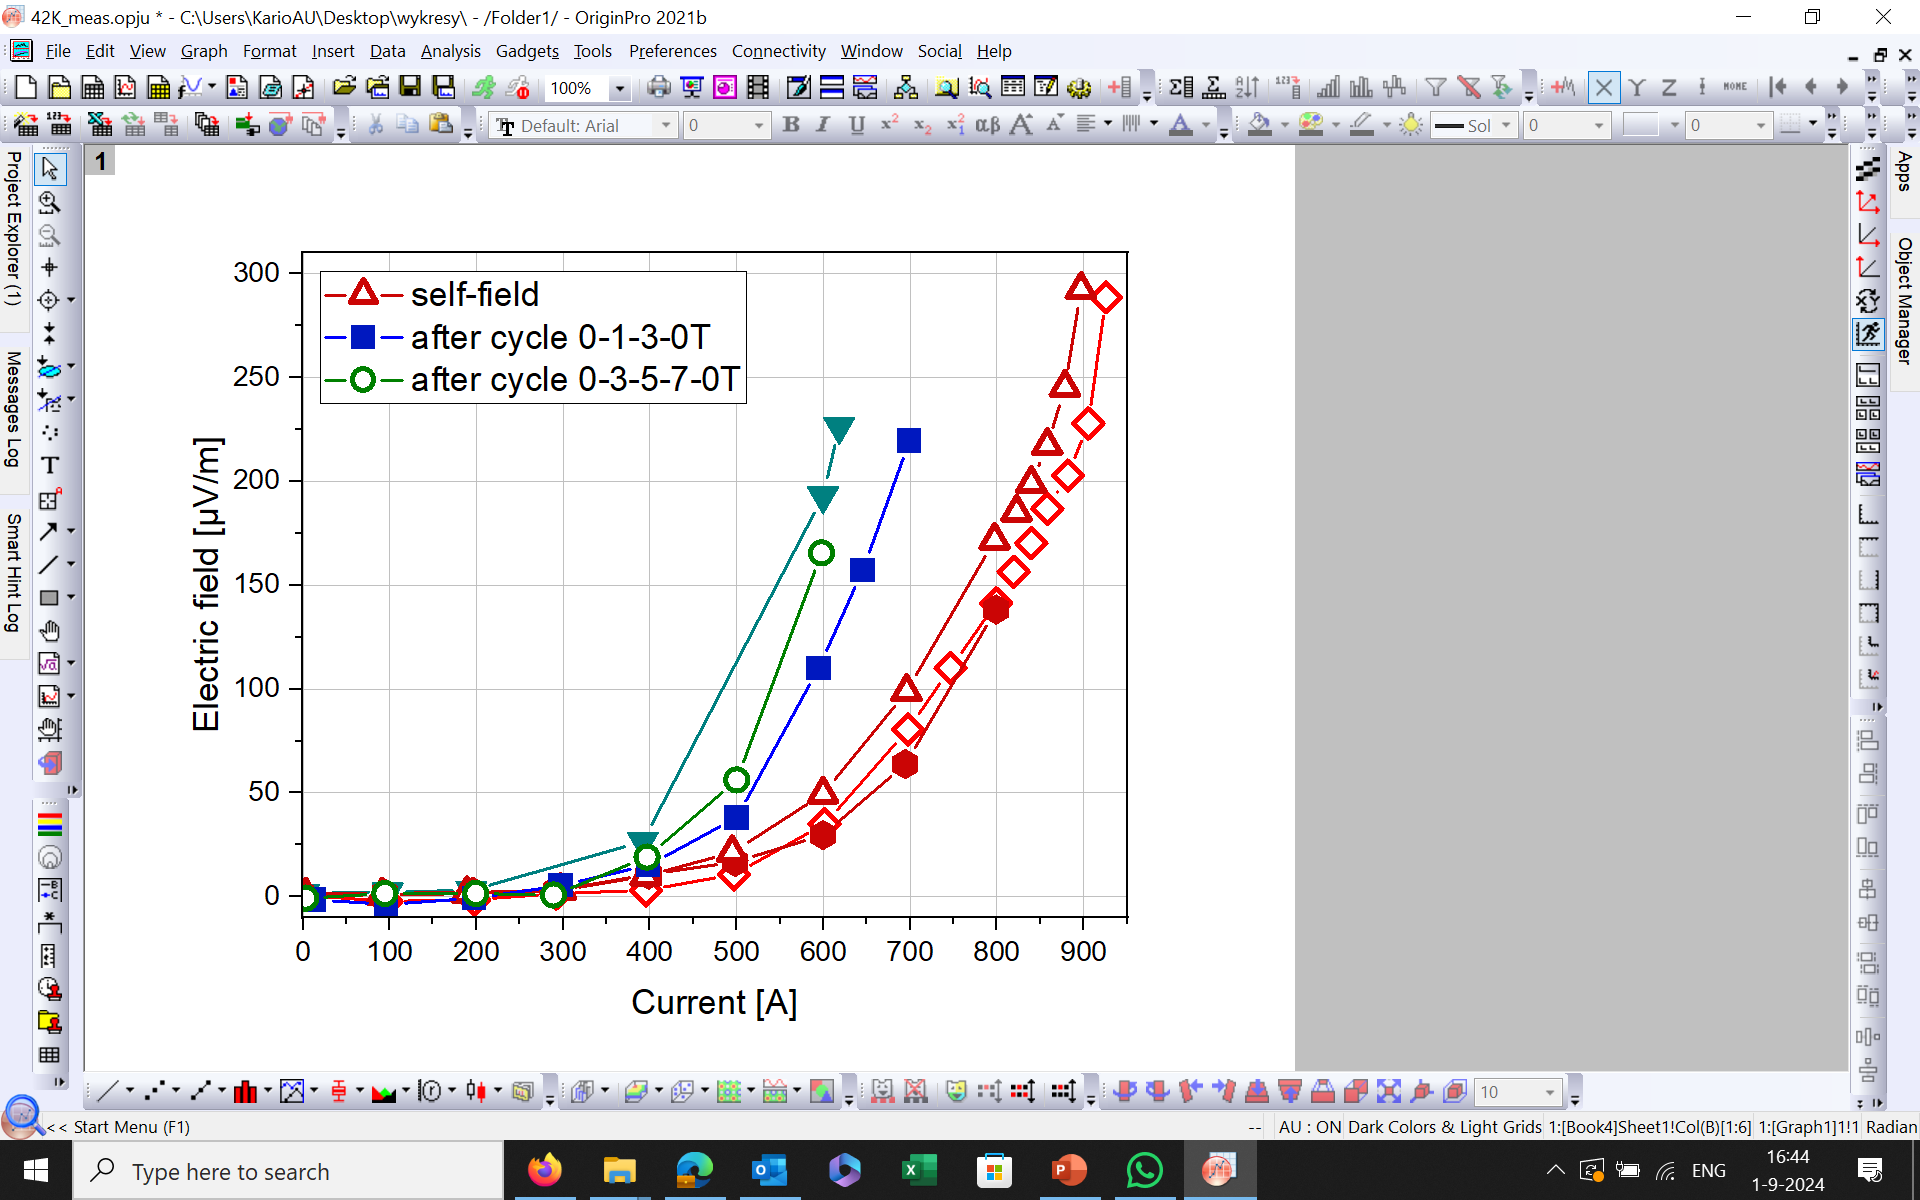 42K_meas.opju * - C:\Users\KarioAU\Desktop\wykresy\ - /Folder1/ - OriginPro 2021b
File Edit View Graph Format Insert Data Analysis Gadgets Tools Preferences Connectivity Window Social Help
100%
X Y Z HOME
Default: Arial 0 B I U x² x₂ αβ A A A Sol 0 0
Project Explorer (1)
Messages Log
Smart Hint Log
Apps
Object Manager
1
self-field
after cycle 0-1-3-0T
after cycle 0-3-5-7-0T
Electric field [µV/m]
300
250
200
150
100
50
0
0 100 200 300 400 500 600 700 800 900
Current [A]
T
10
<< Start Menu (F1)
-- AU : ON Dark Colors & Light Grids 1:[Book4]Sheet1!Col(B)[1:6] 1:[Graph1]1!1 Radian
Type here to search
ENG
16:44
1-9-2024